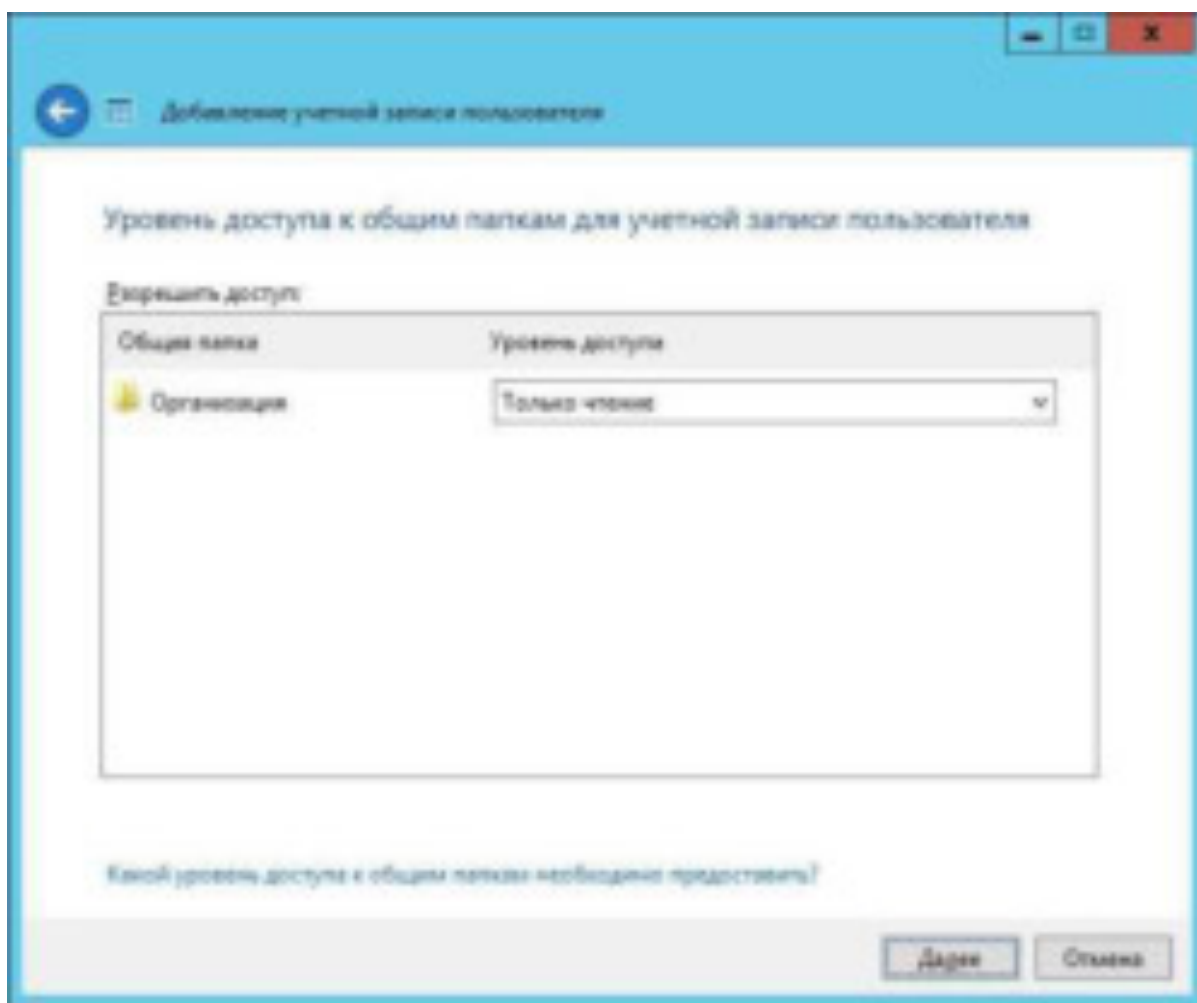 Добавление учетной записи пользователя
Уровень доступа к общим папкам для учетной записи пользователя
Разрешить доступ:
Общая папка Уровень доступа
Организация Только чтение
Какой уровень доступа к общим папкам необходимо предоставить?
Далее Отмена